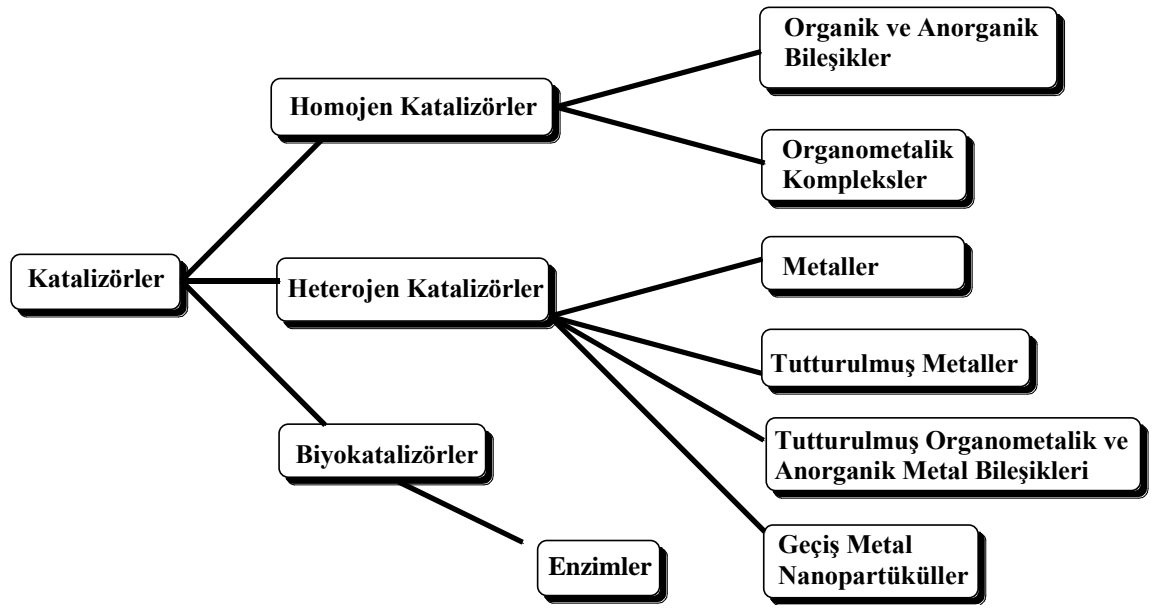 Organik ve Anorganik
Bileşikler
Homojen Katalizörler
Organometalik
Kompleksler
Katalizörler
Heterojen Katalizörler
Metaller
Tutturulmuş Metaller
Tutturulmuş Organometalik ve
Anorganik Metal Bileşikleri
Biyokatalizörler
Geçiş Metal
Nanopartüküller
Enzimler